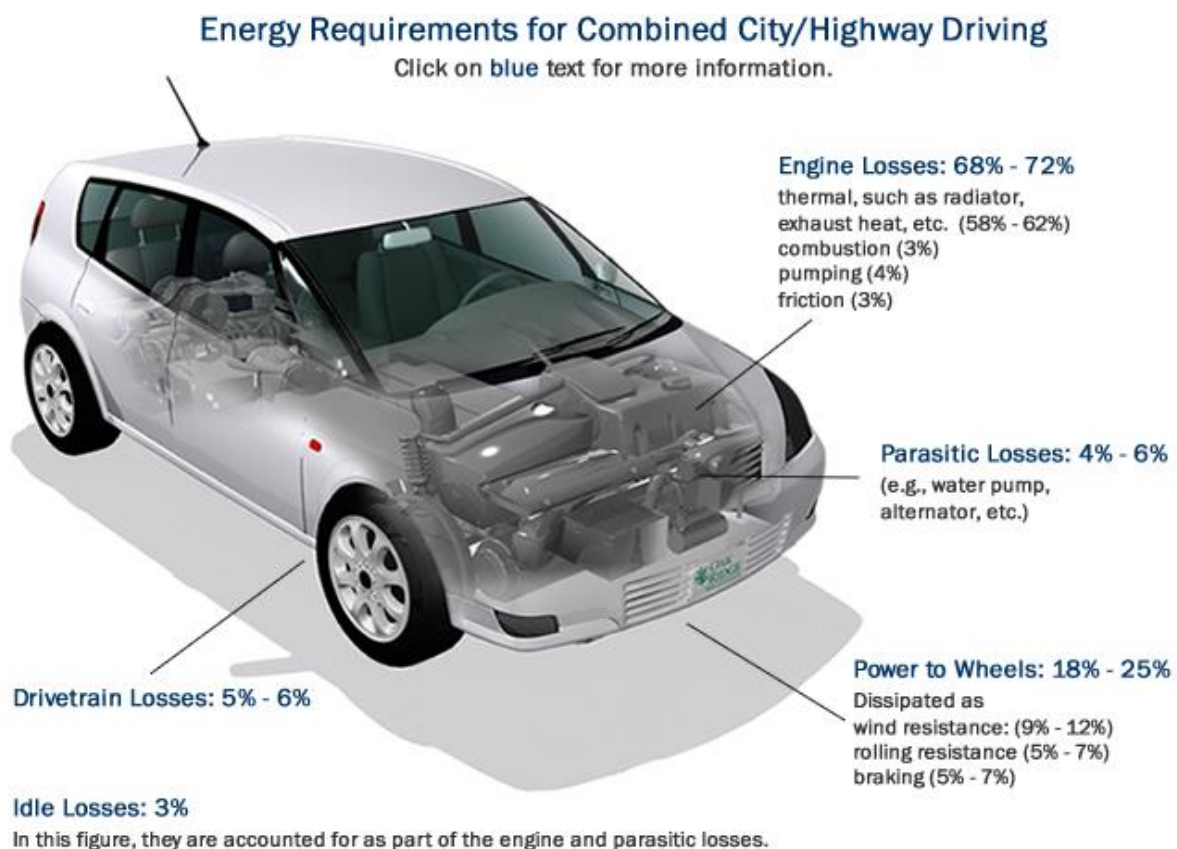 Energy Requirements for Combined City/Highway Driving
Click on blue text for more information.
Engine Losses: 68% - 72%
thermal, such as radiator,
exhaust heat, etc. (58% - 62%)
combustion (3%)
pumping (4%)
friction (3%)
Parasitic Losses: 4% - 6%
(e.g., water pump,
alternator, etc.)
OAK
RIDGE
Power to Wheels: 18% - 25%
Dissipated as
wind resistance: (9% - 12%)
rolling resistance (5% - 7%)
braking (5% - 7%)
Drivetrain Losses: 5% - 6%
Idle Losses: 3%
In this figure, they are accounted for as part of the engine and parasitic losses.